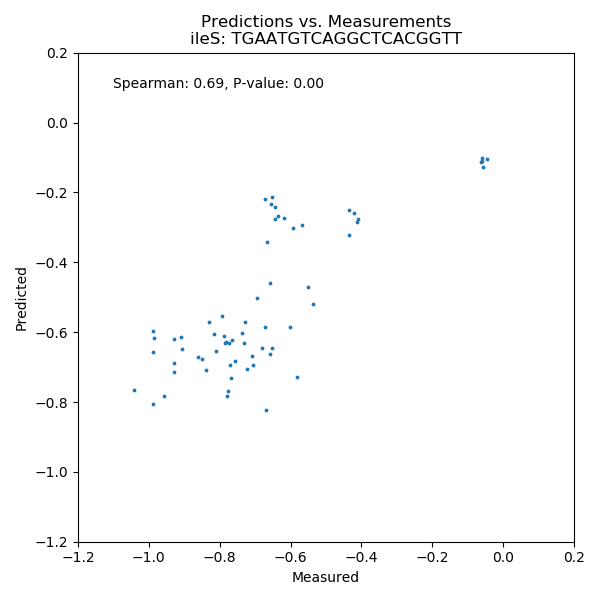 Predictions vs. Measurements
ileS: TGAATGTCAGGCTCACGGTT
Spearman: 0.69, P-value: 0.00
0.2
0.0
−0.2
−0.4
−0.6
−0.8
−1.0
−1.2
Predicted
−1.2 −1.0 −0.8 −0.6 −0.4 −0.2 0.0 0.2
Measured